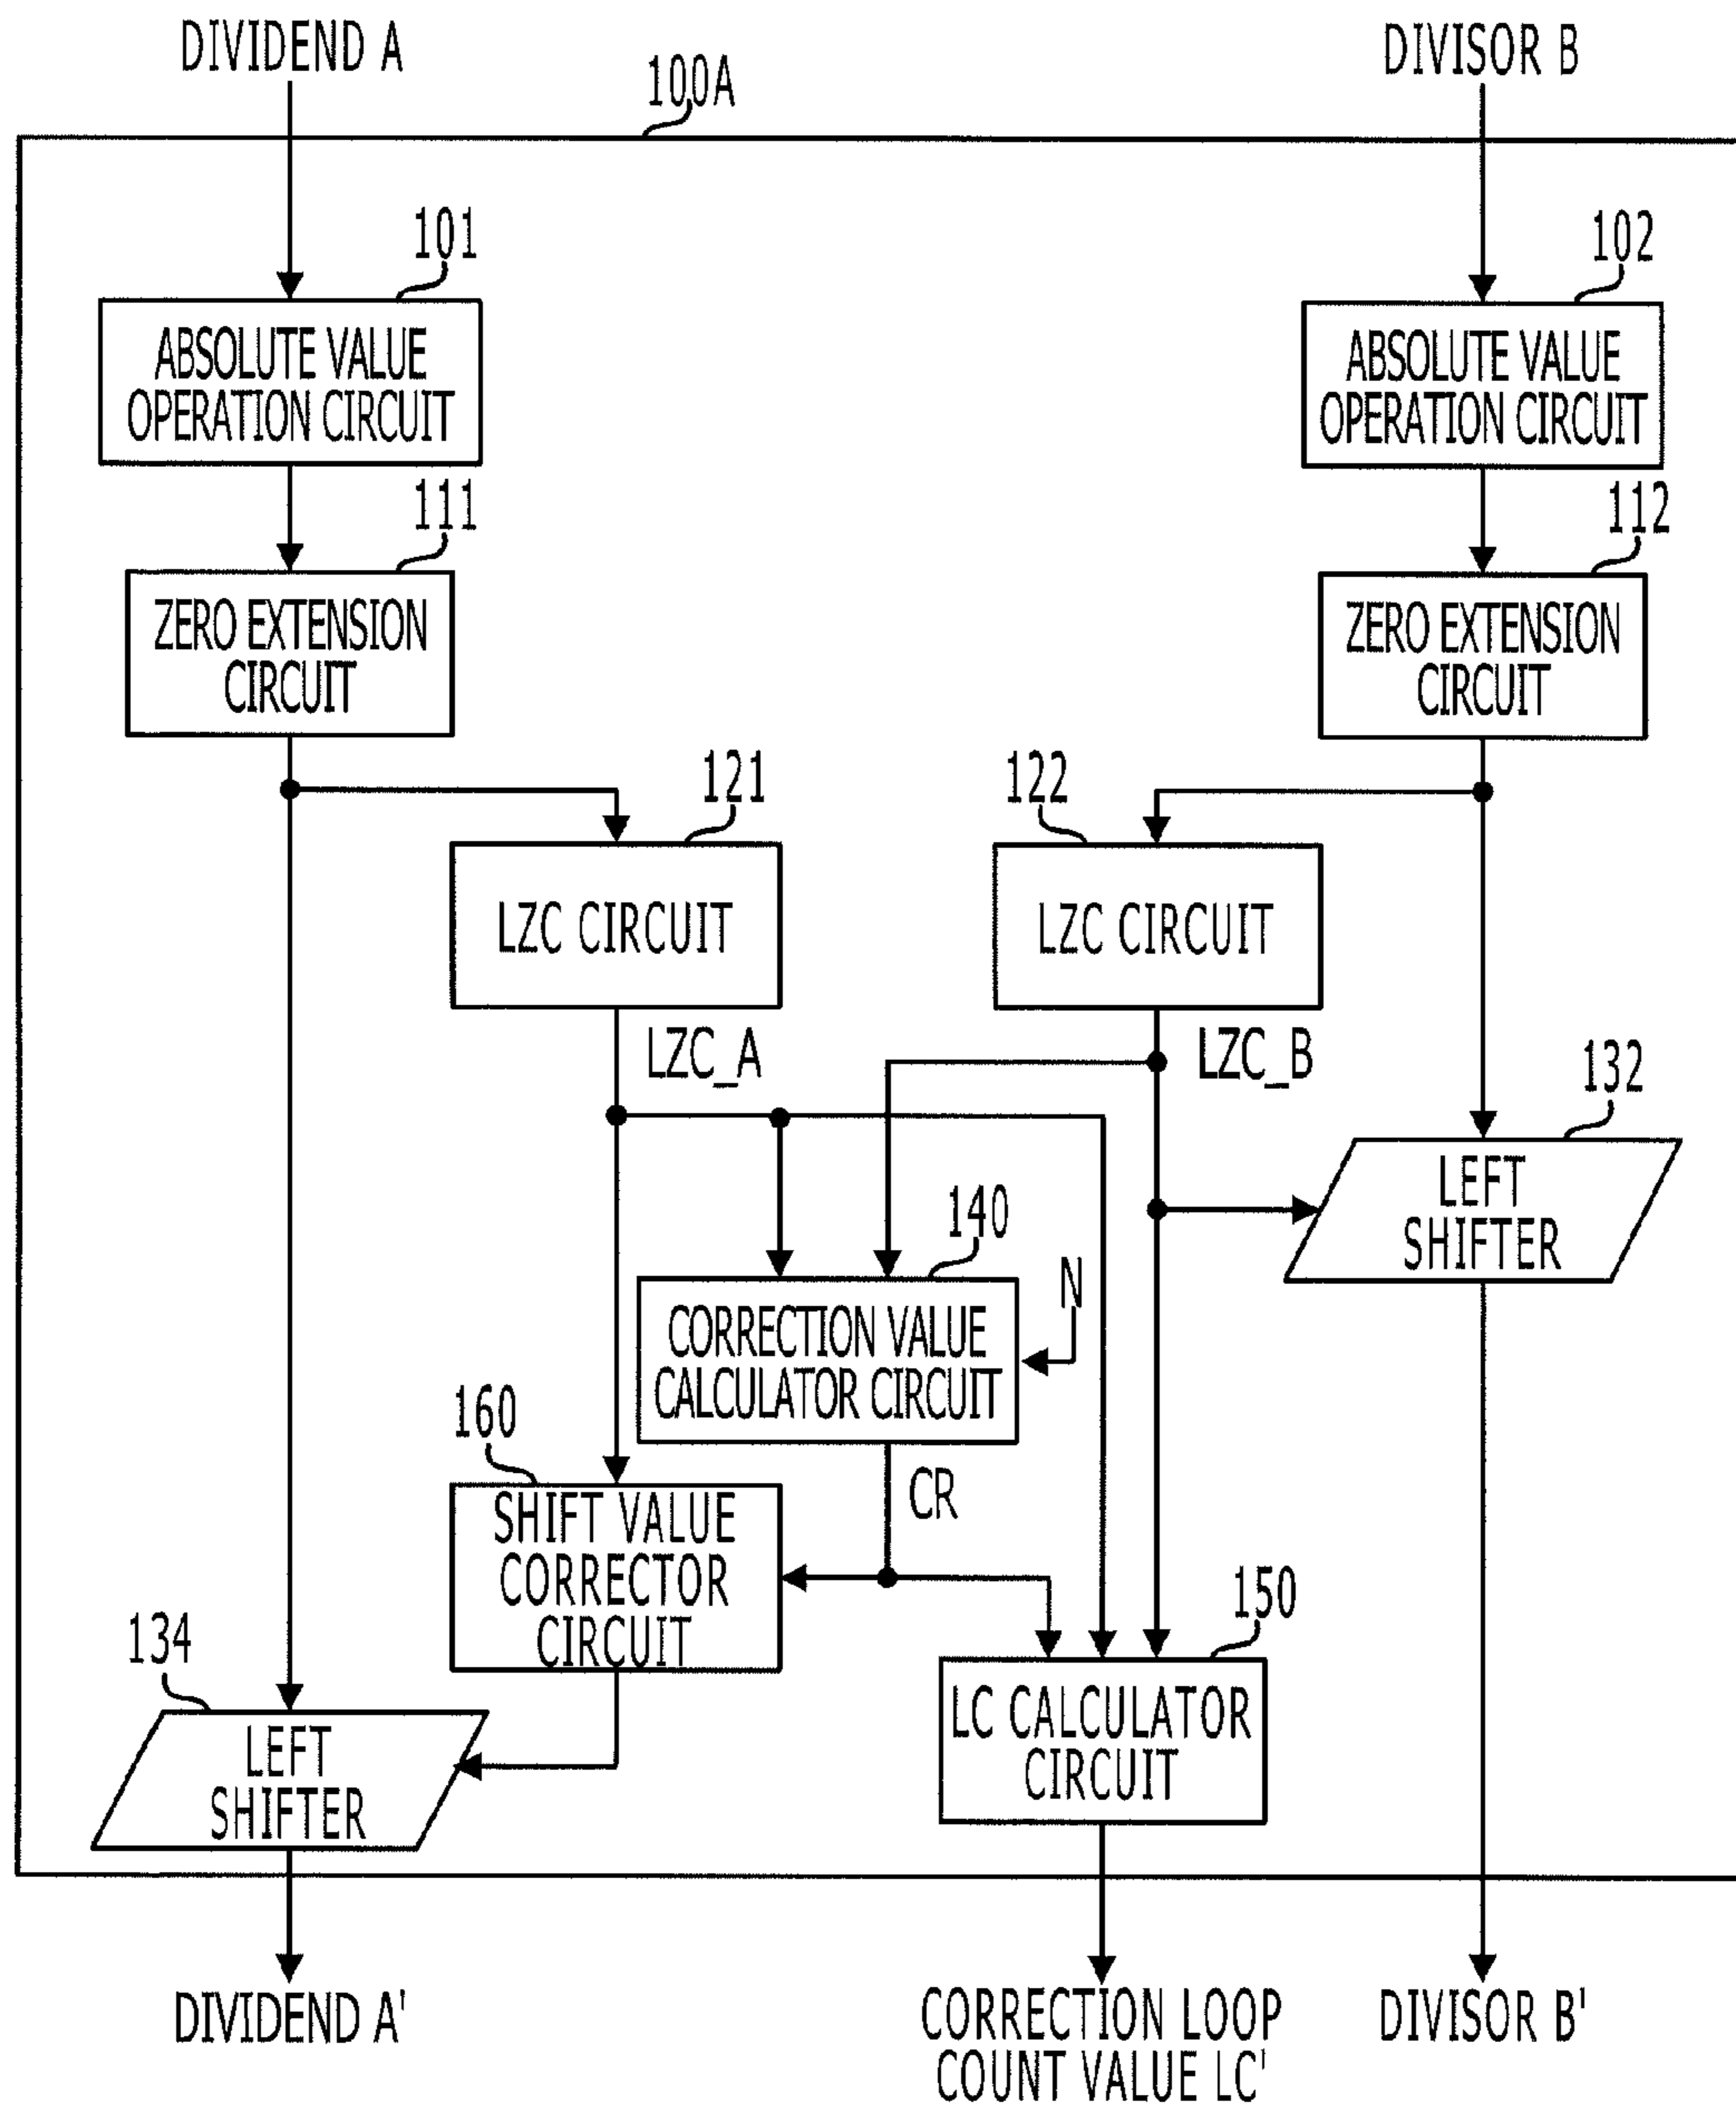 DIVIDEND A
DIVISOR B
100A
101
102
ABSOLUTE VALUE
OPERATION CIRCUIT
ABSOLUTE VALUE
OPERATION CIRCUIT
111
112
ZERO EXTENSION
CIRCUIT
ZERO EXTENSION
CIRCUIT
121
122
LZC CIRCUIT
LZC CIRCUIT
LZC_A
LZC_B
132
LEFT
SHIFTER
140
N
CORRECTION VALUE
CALCULATOR CIRCUIT
160
CR
SHIFT VALUE
CORRECTOR
CIRCUIT
150
134
LC CALCULATOR
CIRCUIT
LEFT
SHIFTER
DIVIDEND A'
CORRECTION LOOP
COUNT VALUE LC'
DIVISOR B'